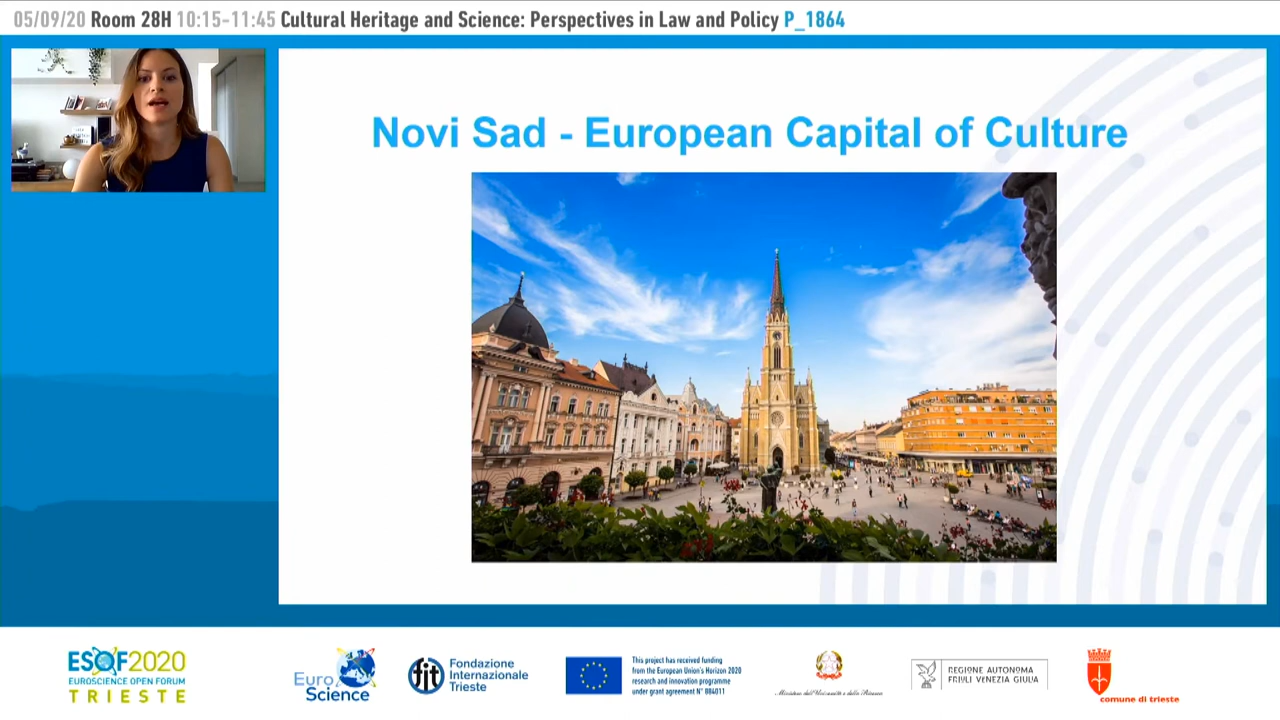 05/09/20 Room 28H 10:15-11:45 Cultural Heritage and Science: Perspectives in Law and Policy P_1864
Novi Sad - European Capital of Culture
ESOF2020
EUROSCIENCE OPEN FORUM
TRIESTE
Euro
Science
fit
Fondazione
Internazionale
Trieste
This project has received funding
from the European Union's Horizon 2020
research and innovation programme
under grant agreement N° 884011
Ministero dell'Università e della Ricerca
REGIONE AUTONOMA
FRIULI VENEZIA GIULIA
comune di trieste